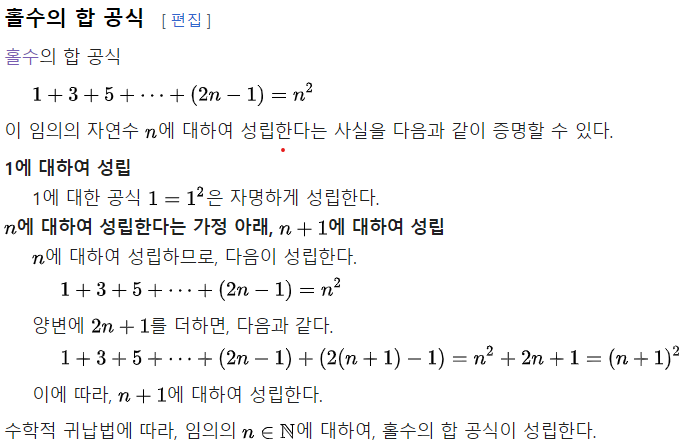 홀수의 합 공식 [ 편집 ]
홀수의 합 공식
1 + 3 + 5 + ⋯ + (2n − 1) = n²
이 임의의 자연수 n에 대하여 성립한다는 사실을 다음과 같이 증명할 수 있다.
1에 대하여 성립
1에 대한 공식 1 = 1²은 자명하게 성립한다.
n에 대하여 성립한다는 가정 아래, n + 1에 대하여 성립
n에 대하여 성립하므로, 다음이 성립한다.
1 + 3 + 5 + ⋯ + (2n − 1) = n²
양변에 2n + 1를 더하면, 다음과 같다.
1 + 3 + 5 + ⋯ + (2n − 1) + (2(n + 1) − 1) = n² + 2n + 1 = (n + 1)²
이에 따라, n + 1에 대하여 성립한다.
수학적 귀납법에 따라, 임의의 n ∈ ℕ에 대하여, 홀수의 합 공식이 성립한다.